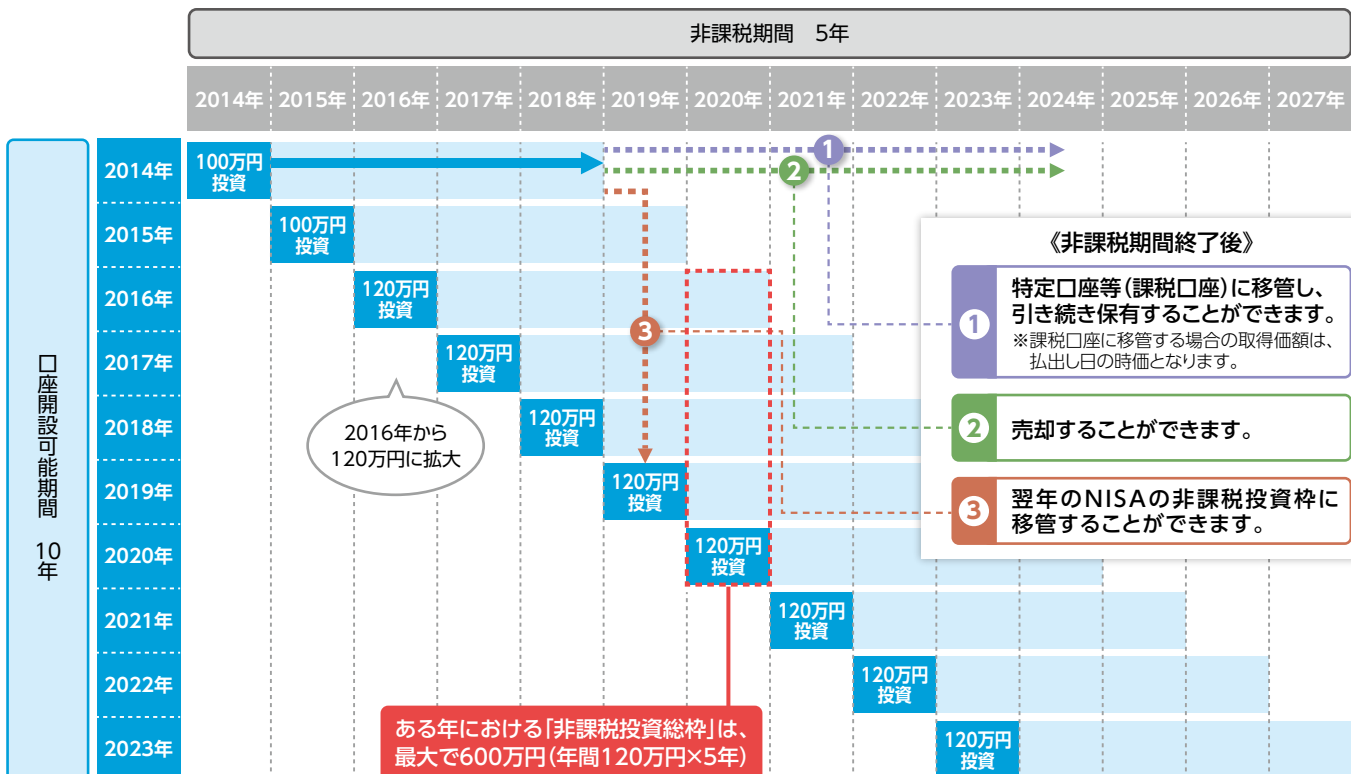 非課税期間　5年
2014年 2015年 2016年 2017年 2018年 2019年 2020年 2021年 2022年 2023年 2024年 2025年 2026年 2027年
口座開設可能期間　10年
2014年
100万円
投資
1
2
2015年
100万円
投資
2016年
120万円
投資
3
2017年
120万円
投資
2016年から
120万円に拡大
2018年
120万円
投資
2019年
120万円
投資
2020年
120万円
投資
2021年
120万円
投資
2022年
120万円
投資
2023年
120万円
投資
ある年における「非課税投資総枠」は、
最大で600万円(年間120万円×5年)
《非課税期間終了後》
1
特定口座等(課税口座)に移管し、
引き続き保有することができます。
※課税口座に移管する場合の取得価額は、
払出し日の時価となります。
2
売却することができます。
3
翌年のNISAの非課税投資枠に
移管することができます。